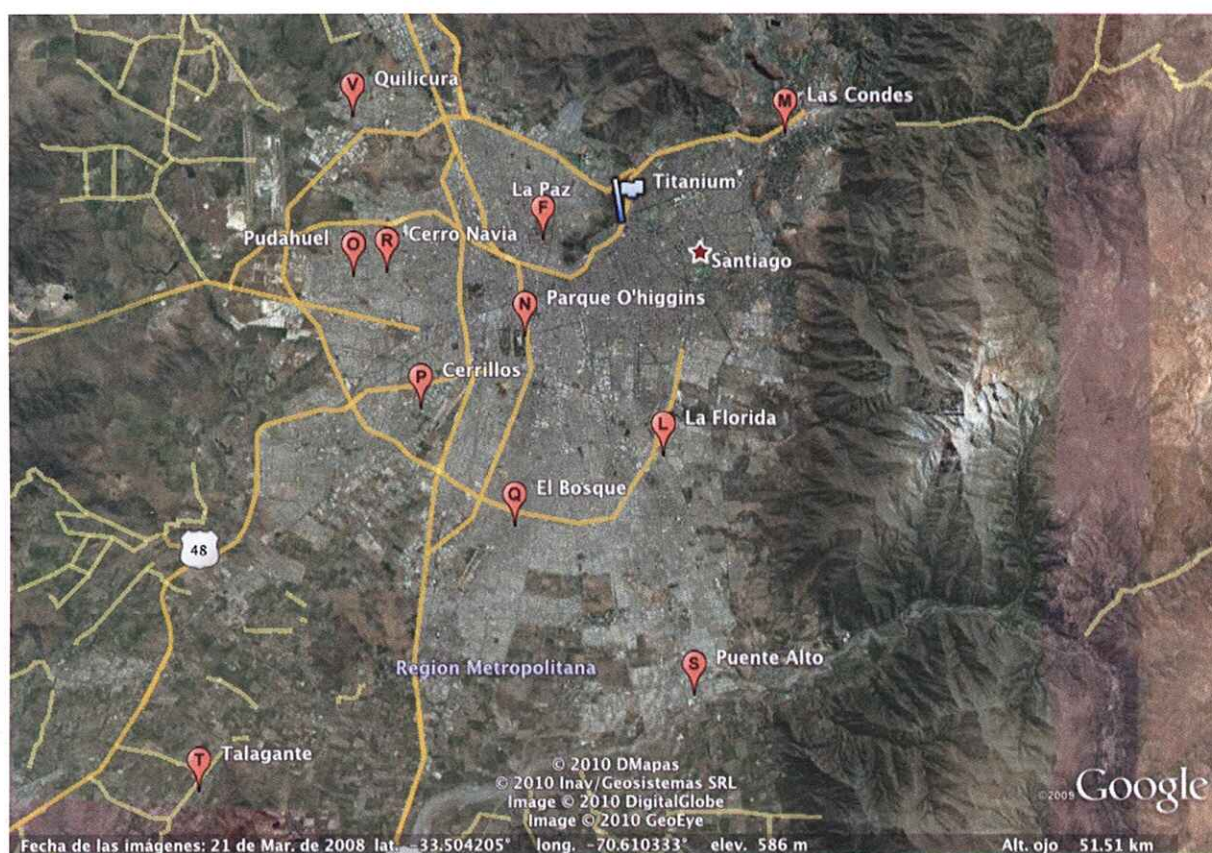 V Quilicura
M Las Condes
Titanium
La Paz
F
Pudahuel
O
R Cerro Navia
Santiago
N Parque O'higgins
P Cerrillos
L La Florida
Q El Bosque
48
S Puente Alto
Region Metropolitana
T Talagante
© 2010 DMapas
© 2010 Inav/Geosistemas SRL
Image © 2010 DigitalGlobe
Image © 2010 GeoEye
©2009 Google
Fecha de las imágenes: 21 de Mar. de 2008 lat. -33.504205° long. -70.610333° elev. 586 m Alt. ojo 51.51 km